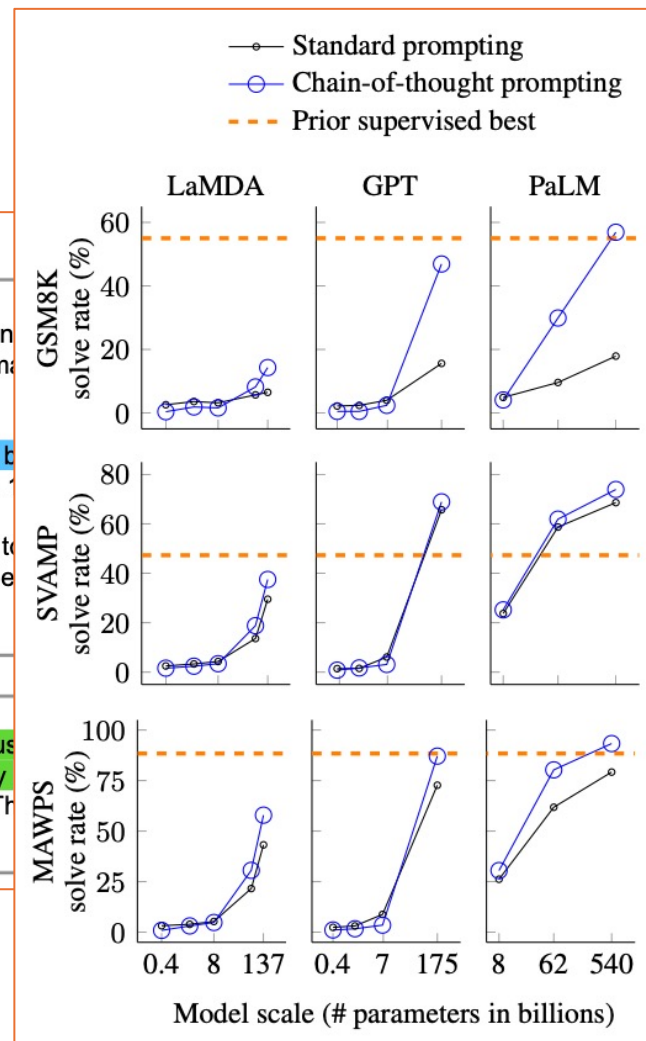 Standard prompting
Chain-of-thought prompting
Prior supervised best
LaMDA GPT PaLM
GSM8K
solve rate (%)
60
40
20
0
SVAMP
solve rate (%)
80
60
40
20
0
MAWPS
solve rate (%)
100
75
50
25
0
0.4 8 137 0.4 7 175 8 62 540
Model scale (# parameters in billions)